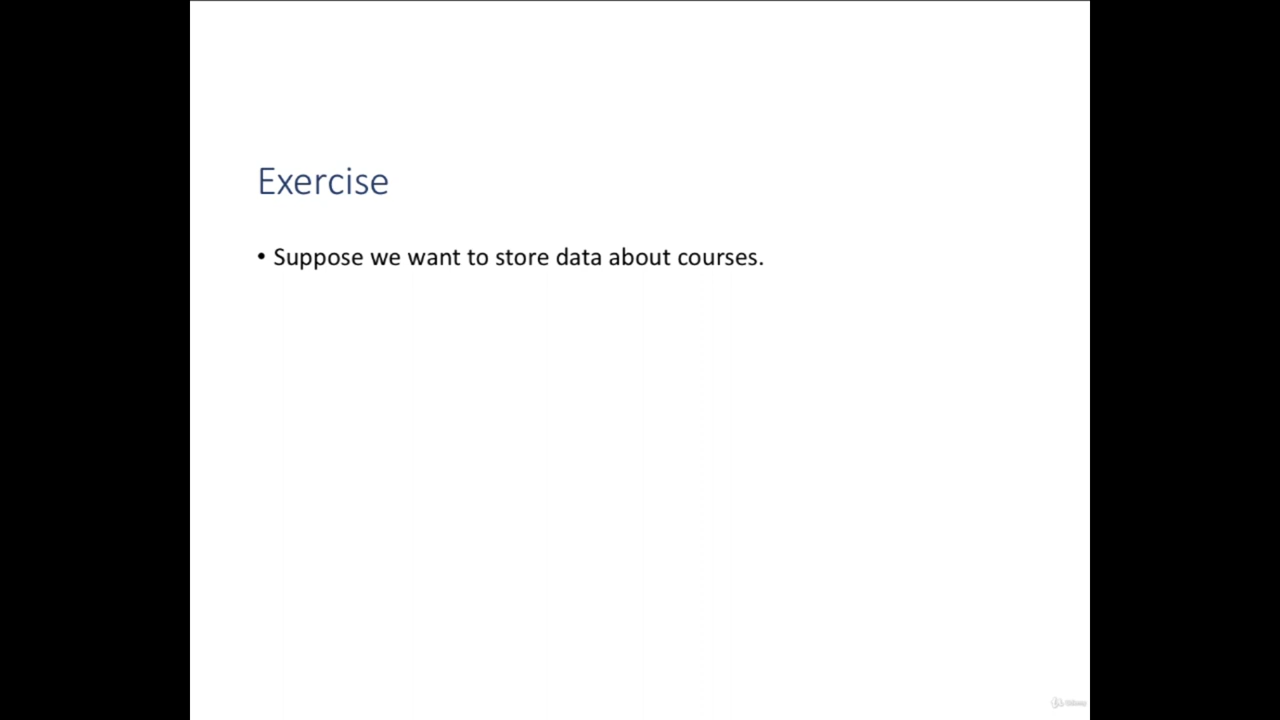 Exercise
• Suppose we want to store data about courses.